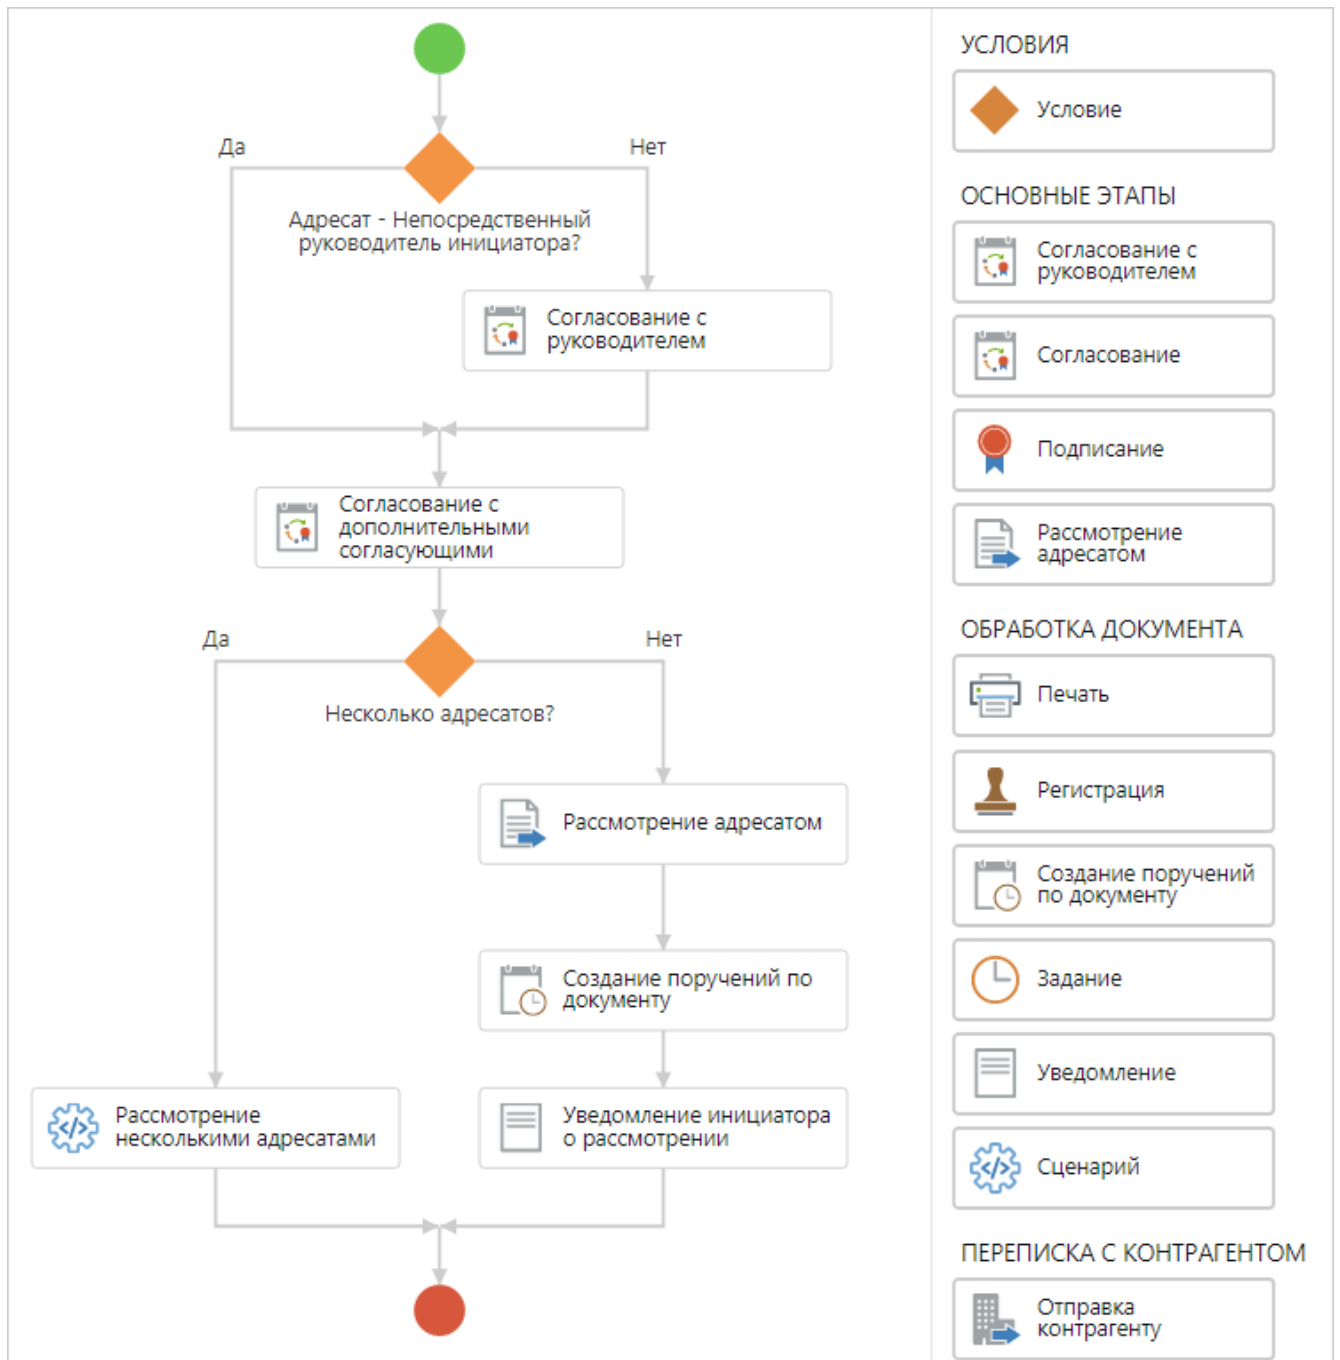 Да
Нет
Адресат - Непосредственный
руководитель инициатора?
Согласование с
руководителем
Согласование с
дополнительными
согласующими
Да
Нет
Несколько адресатов?
Рассмотрение адресатом
Создание поручений по
документу
Рассмотрение
несколькими адресатами
Уведомление инициатора
о рассмотрении
УСЛОВИЯ
Условие
ОСНОВНЫЕ ЭТАПЫ
Согласование с
руководителем
Согласование
Подписание
Рассмотрение
адресатом
ОБРАБОТКА ДОКУМЕНТА
Печать
Регистрация
Создание поручений
по документу
Задание
Уведомление
Сценарий
ПЕРЕПИСКА С КОНТРАГЕНТОМ
Отправка
контрагенту